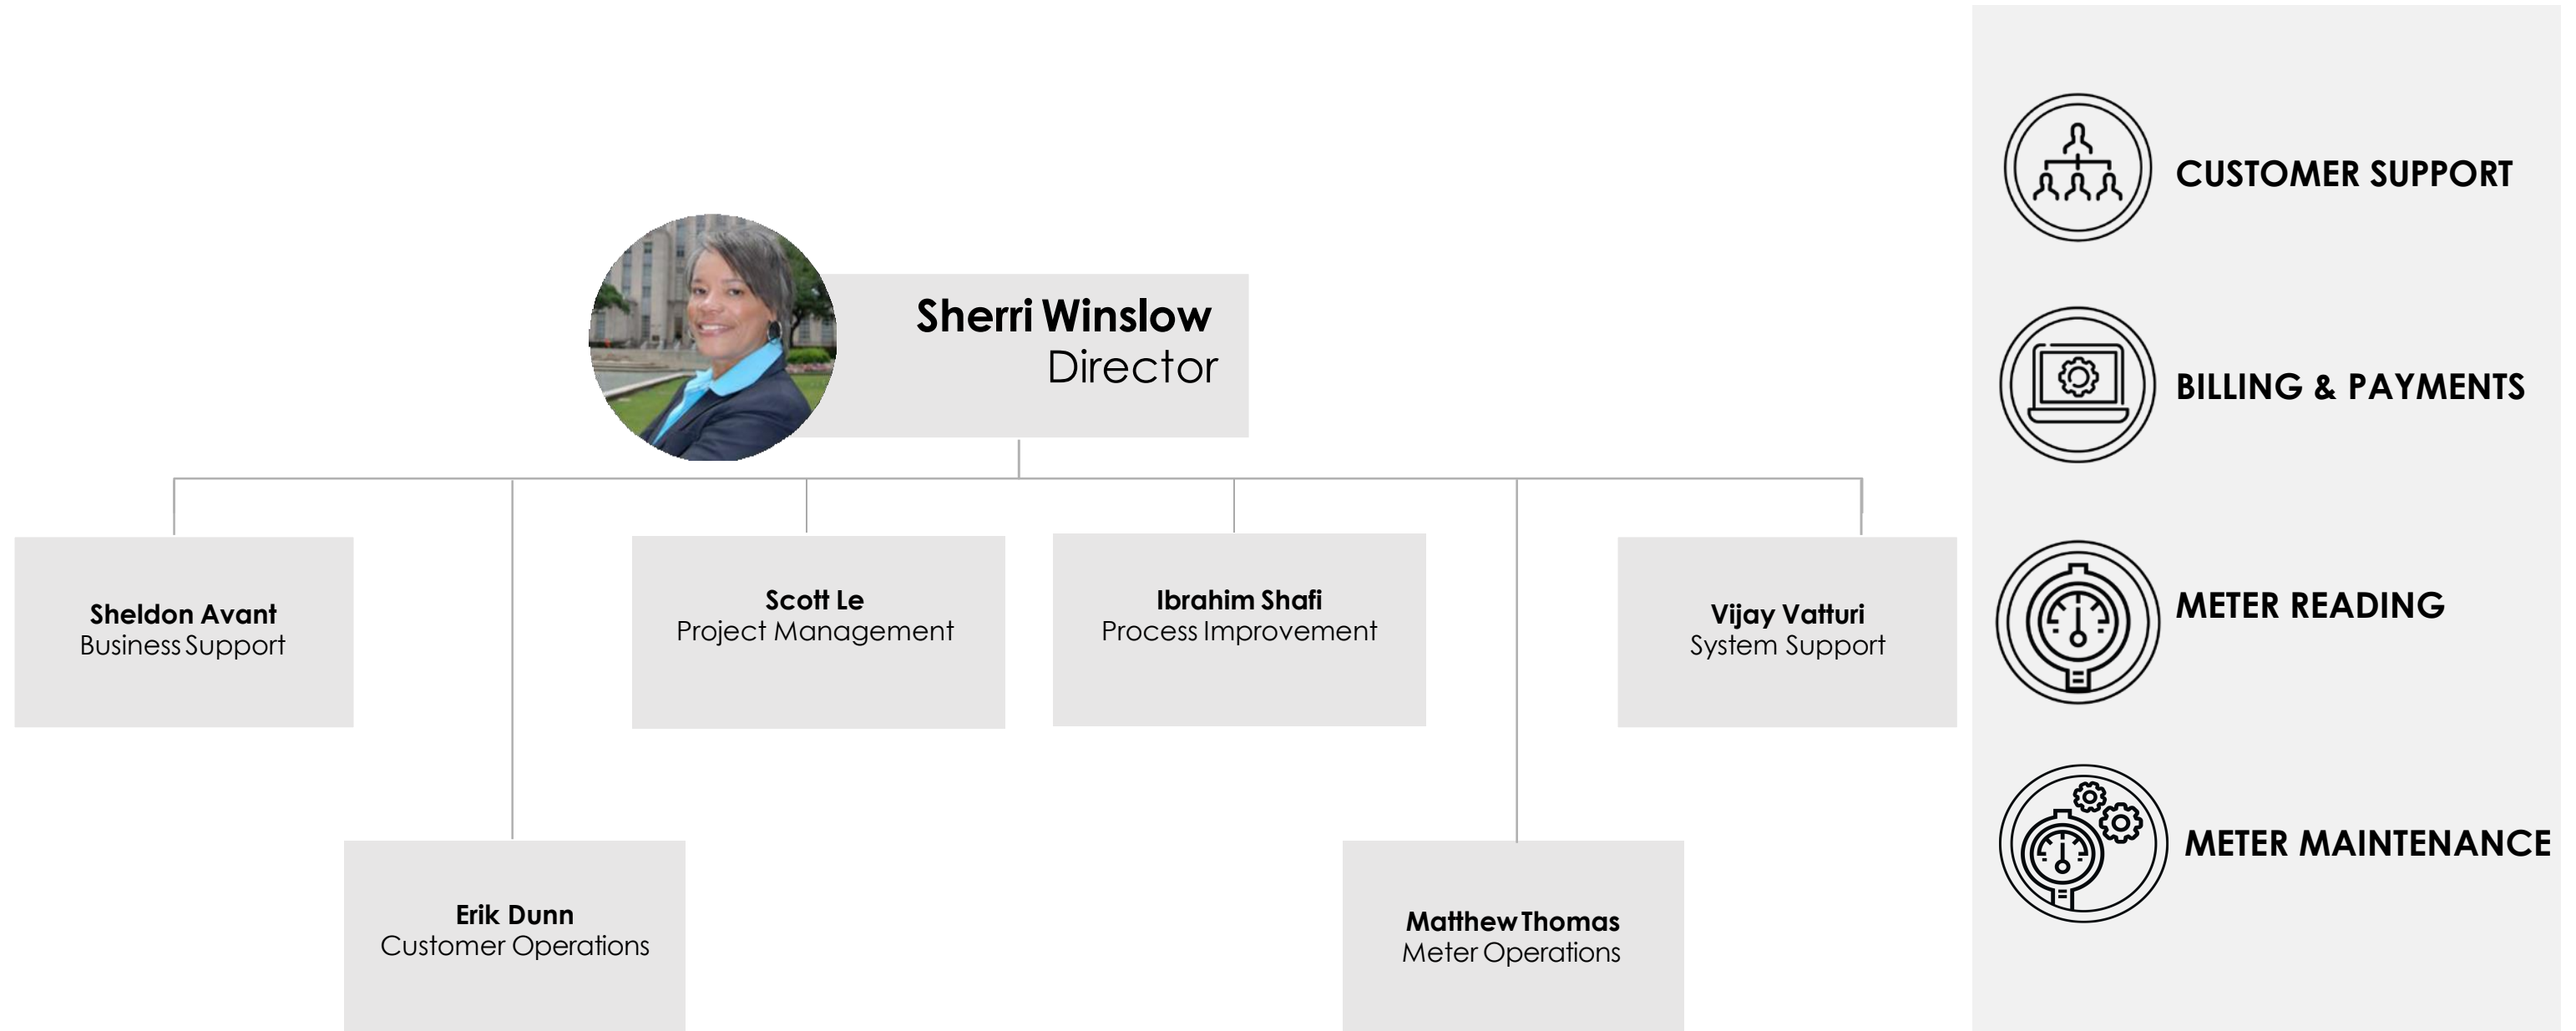 Sherri Winslow
Director
Sheldon Avant
Business Support
Scott Le
Project Management
Ibrahim Shafi
Process Improvement
Vijay Vatturi
System Support
Erik Dunn
Customer Operations
Matthew Thomas
Meter Operations
CUSTOMER SUPPORT
BILLING & PAYMENTS
METER READING
METER MAINTENANCE